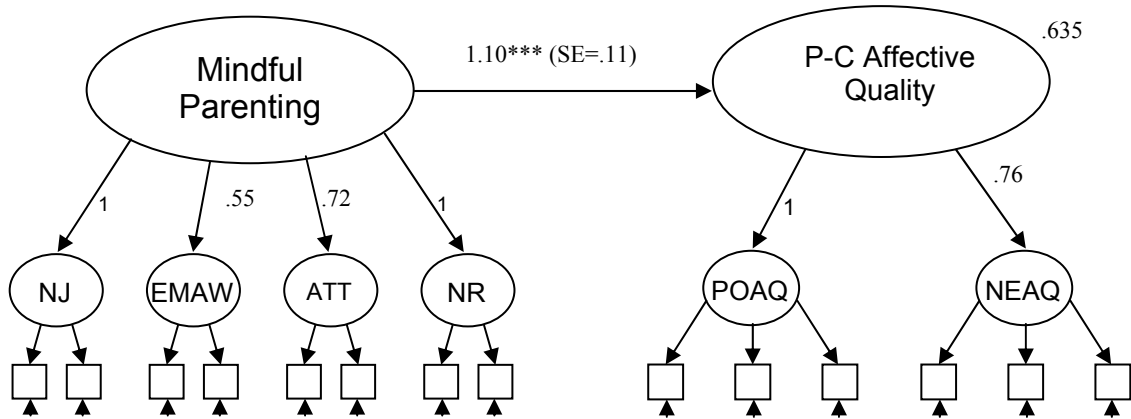 1.10*** (SE=.11)
.635
Mindful
Parenting
P-C Affective
Quality
1
.55
.72
1
1
.76
NJ
EMAW
ATT
NR
POAQ
NEAQ